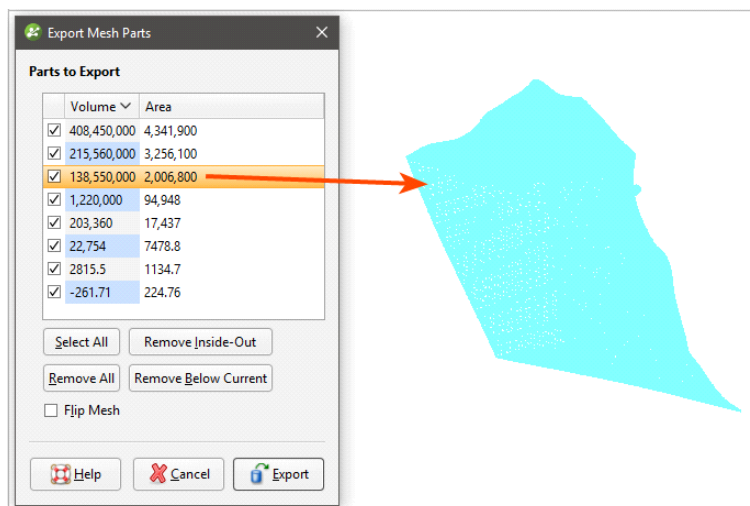 Export Mesh Parts
Parts to Export
Volume Area
408,450,000 4,341,900
215,560,000 3,256,100
138,550,000 2,006,800
1,220,000 94,948
203,360 17,437
22,754 7478.8
2815.5 1134.7
-261.71 224.76
Select All Remove Inside-Out
Remove All Remove Below Current
Flip Mesh
Help Cancel Export